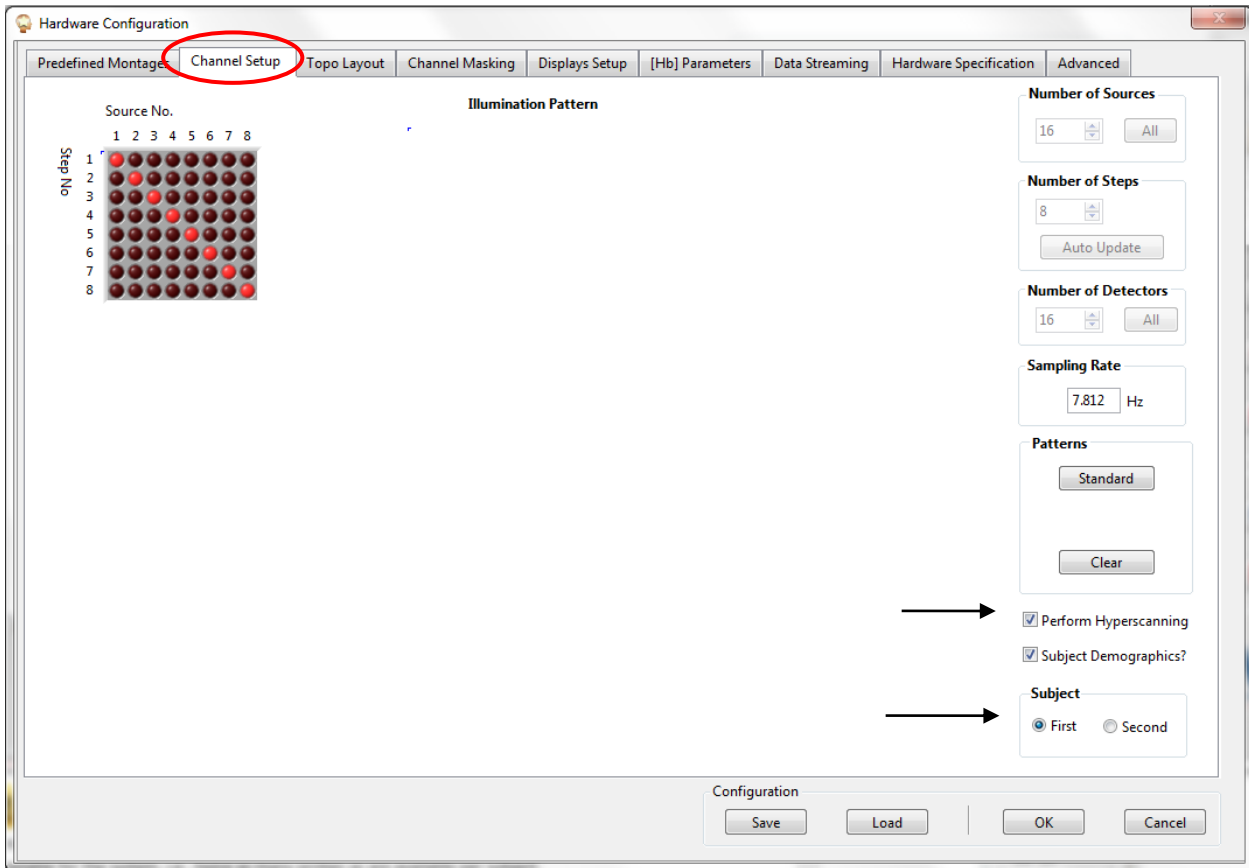 Hardware Configuration
Predefined Montages Channel Setup Topo Layout Channel Masking Displays Setup [Hb] Parameters Data Streaming Hardware Specification Advanced
Illumination Pattern
Source No.
1 2 3 4 5 6 7 8
Step No
1
2
3
4
5
6
7
8
Number of Sources
16 All
Number of Steps
8
Auto Update
Number of Detectors
16 All
Sampling Rate
7.812 Hz
Patterns
Standard
Clear
Perform Hyperscanning
Subject Demographics?
Subject
First Second
Configuration
Save Load OK Cancel